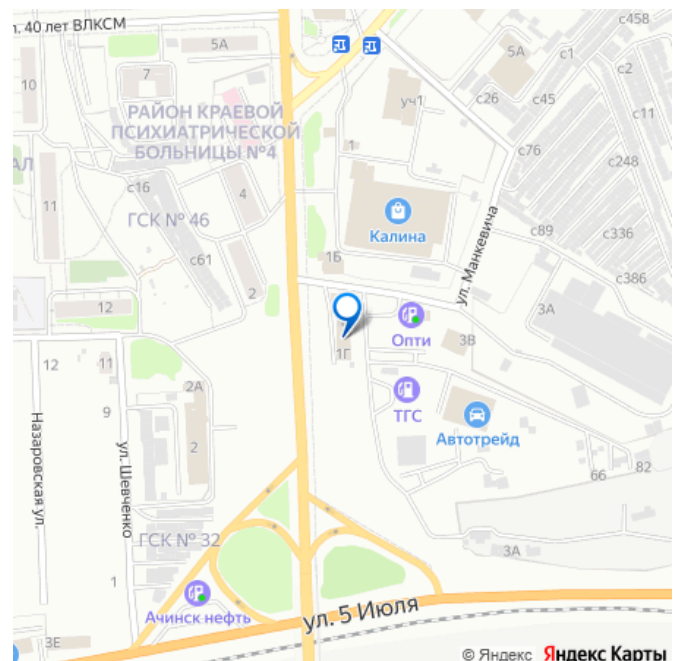 л. 40 лет ВЛКСМ
5А
с458
5А
с1
с2
10
7
уч1
с26
с45
с11
РАЙОН КРАЕВОЙ
ПСИХИАТРИЧЕСКОЙ
БОЛЬНИЦЫ №4
1
с76
АЛ
с16
4
с248
11
ГСК № 46
Калина
с89
с336
1Б
ул. Манкевича
с61
с386
2
12
3А
Опти
3В
1Г
12
11
2А
ТГС
9
Автотрейд
Назаровская ул.
ул. Шевченко
2
66
82
ГСК № 32
3А
1
Ачинск нефть
ул. 5 Июля
3Е
© Яндекс Яндекс Карты